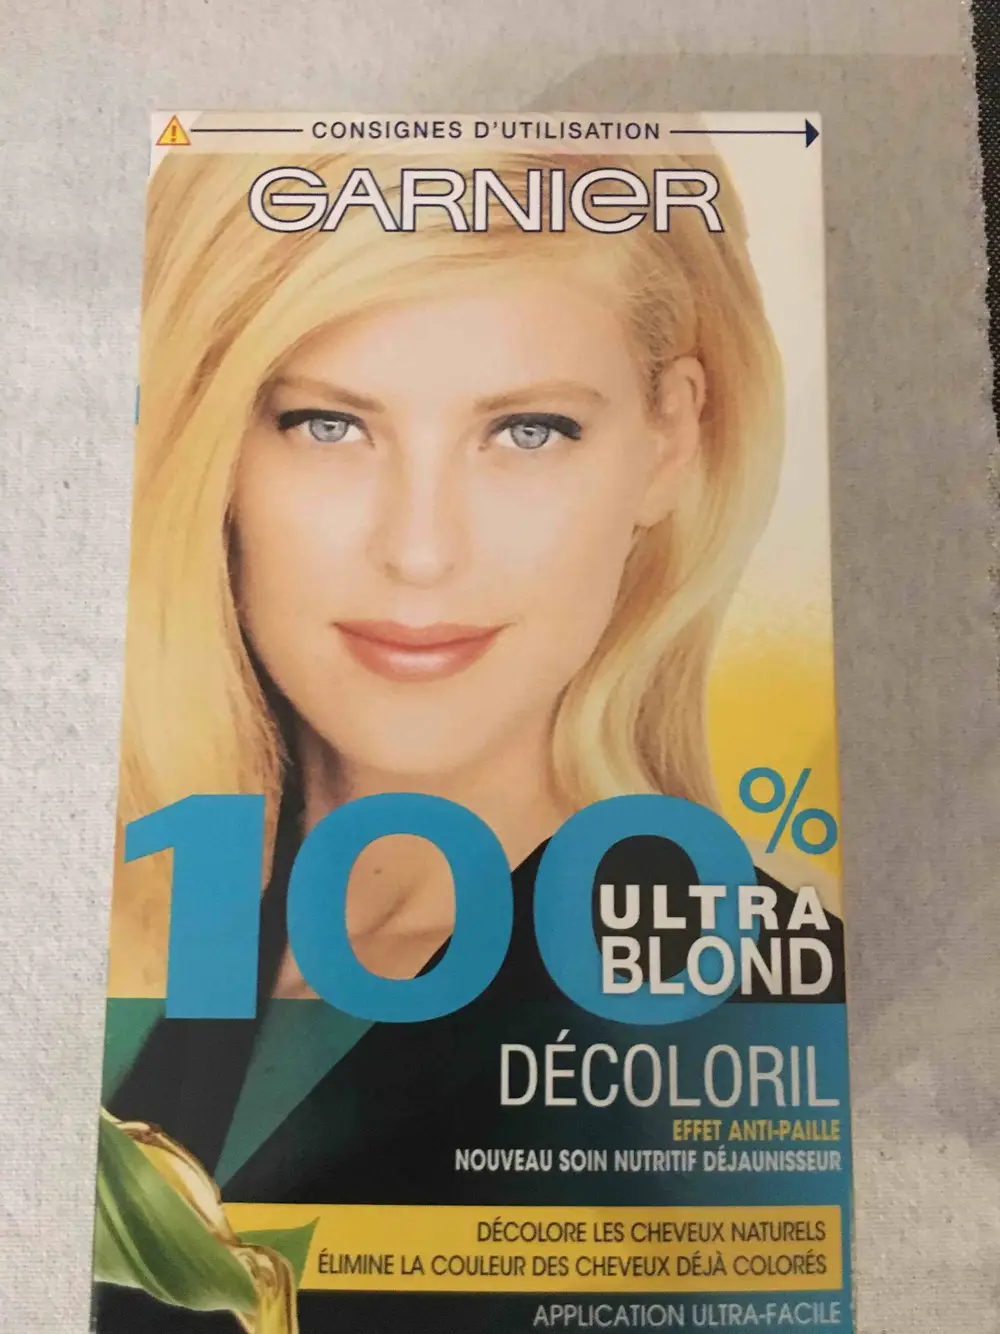 CONSIGNES D'UTILISATION
GARNIER
100%
ULTRA
BLOND
DÉCOLORIL
EFFET ANTI-PAILLE
NOUVEAU SOIN NUTRITIF DÉJAUNISSEUR
DÉCOLORE LES CHEVEUX NATURELS
ÉLIMINE LA COULEUR DES CHEVEUX DÉJÀ COLORÉS
APPLICATION ULTRA-FACILE